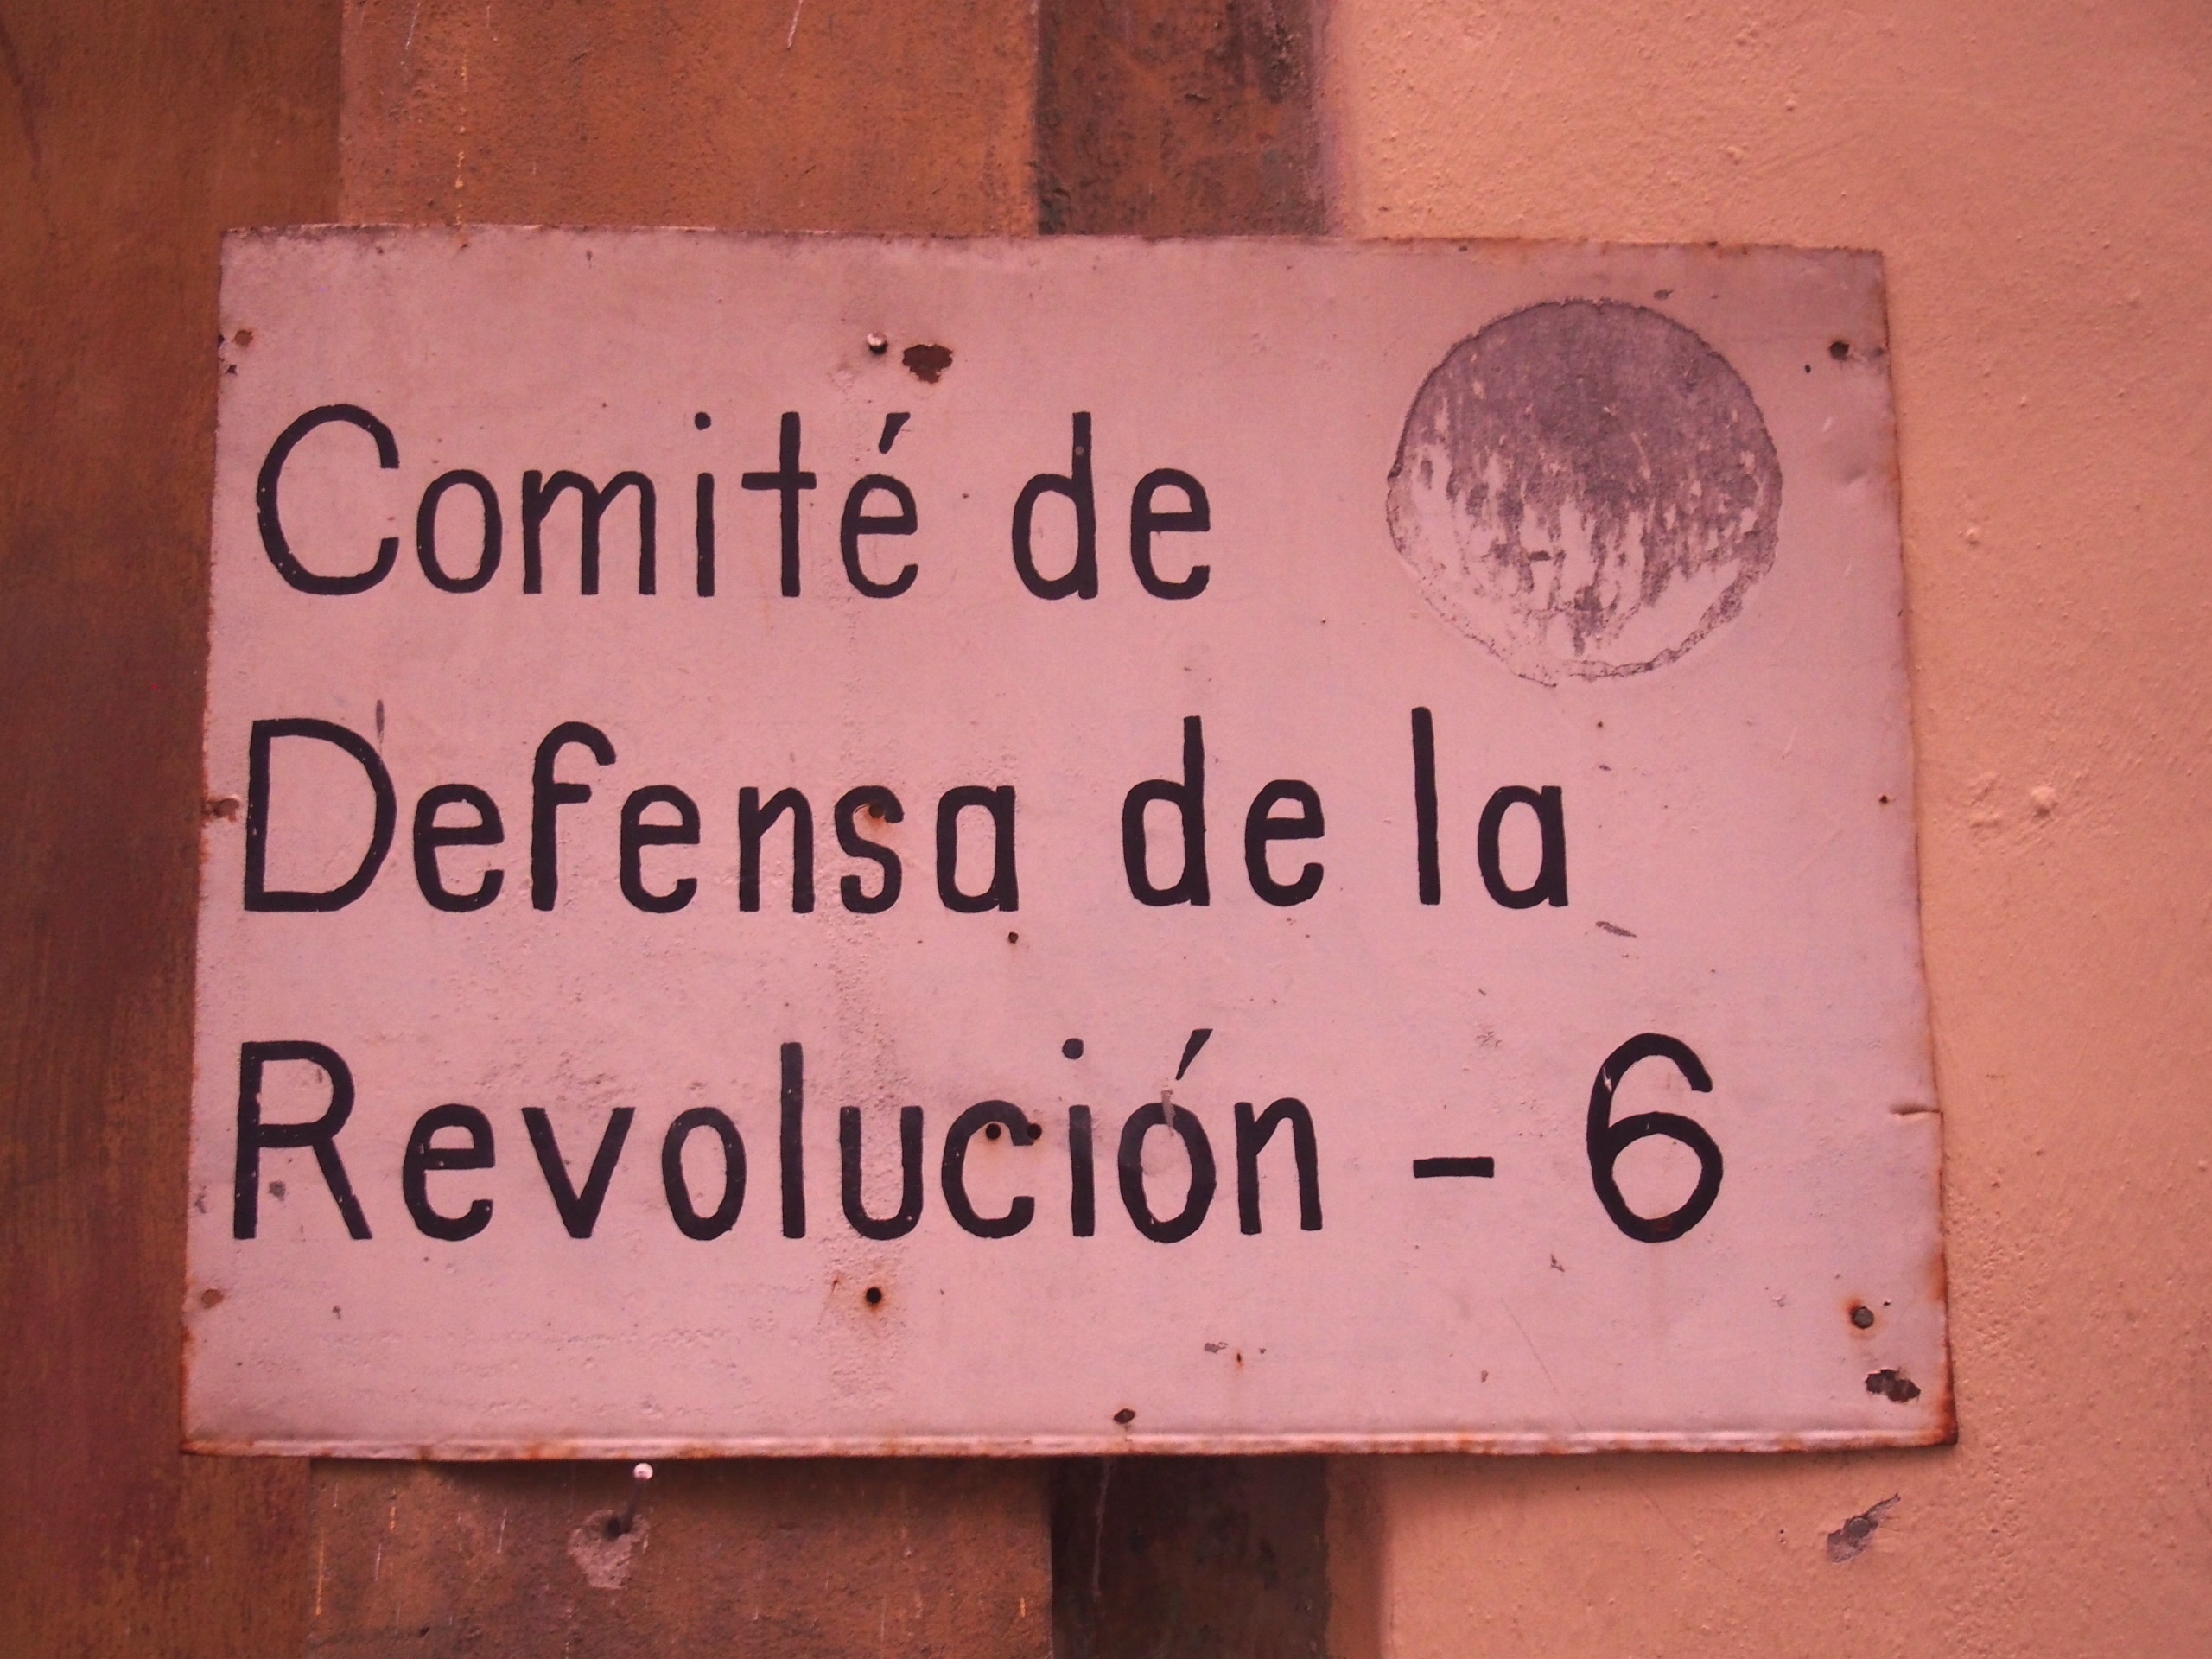 Comité de
Defensa de la
Revolución - 6